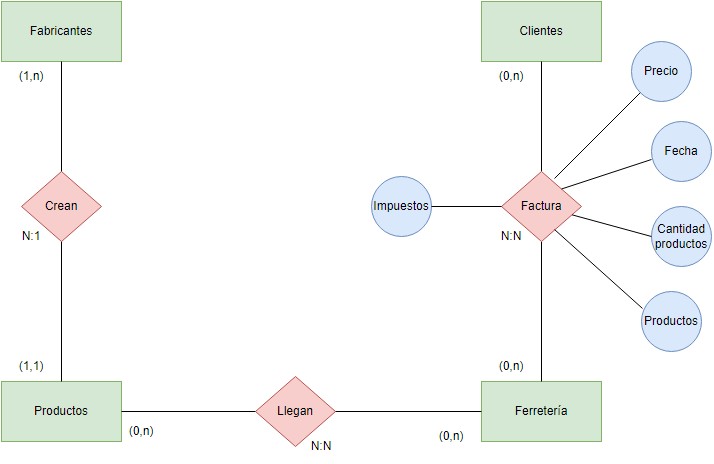 Fabricantes
Clientes
(1,n)
(0,n)
Precio
Fecha
Crean
Impuestos
Factura
N:1
N:N
Cantidad
productos
Productos
(1,1)
(0,n)
Productos
Llegan
Ferretería
(0,n)
(0,n)
N:N